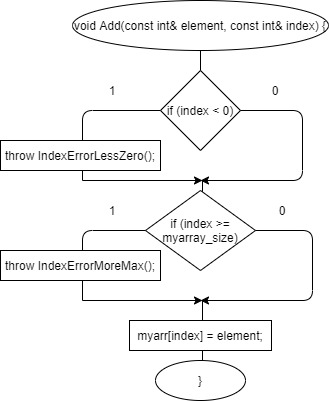 void Add(const int& element, const int& index) {
1
0
if (index < 0)
throw IndexErrorLessZero();
1
0
if (index >=
myarray_size)
throw IndexErrorMoreMax();
myarr[index] = element;
}